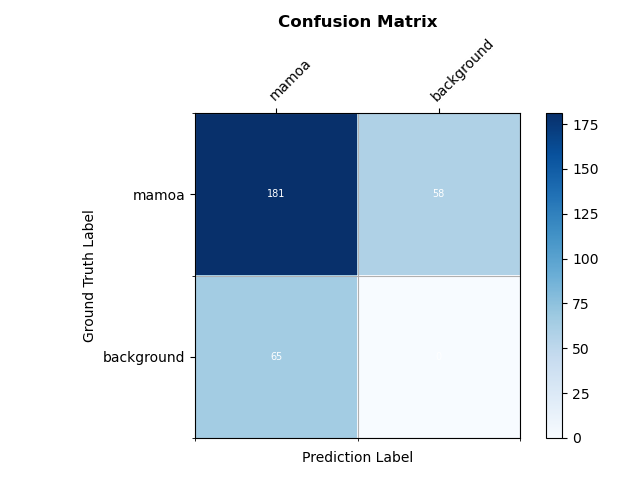 Confusion Matrix
mamoa
background
mamoa
181
58
background
65
Ground Truth Label
Prediction Label
175
150
125
100
75
50
25
0